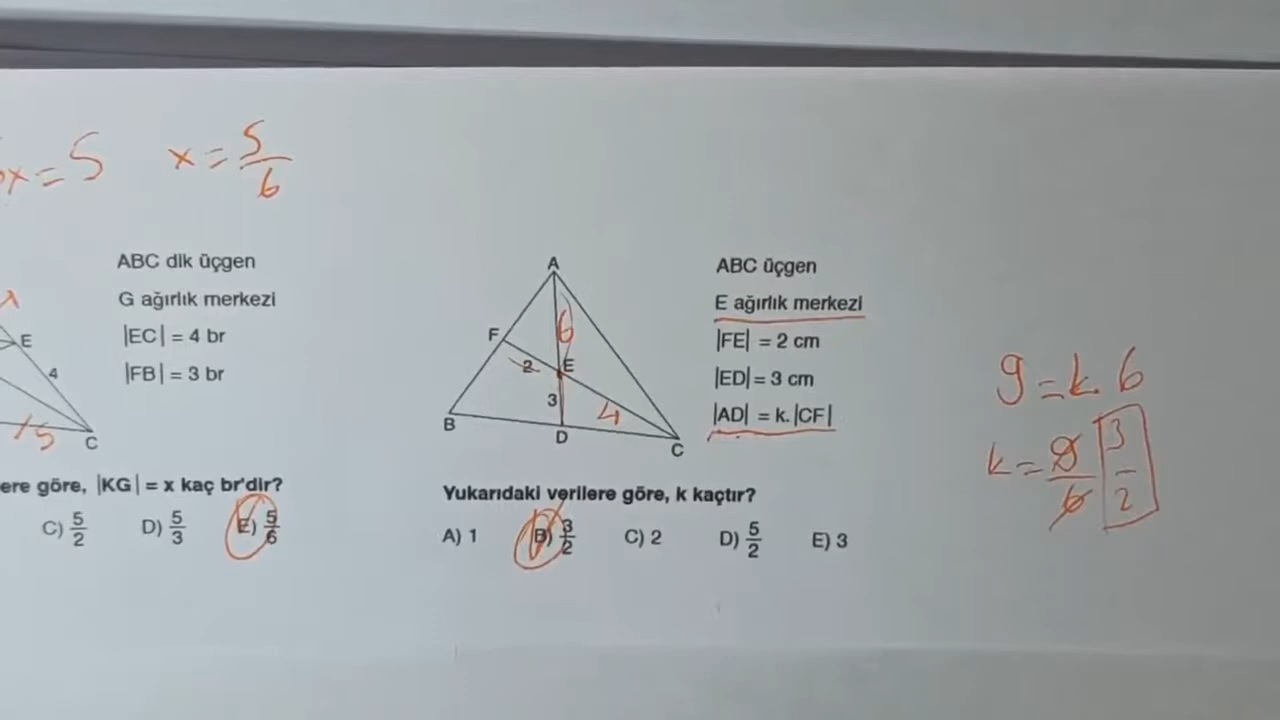 x = 5
x = 5/6
ABC dik üçgen
G ağırlık merkezi
|EC| = 4 br
|FB| = 3 br
E
4
15
C
ere göre, |KG| = x kaç br'dir?
C) 5/2 D) 5/3 E) 5/6
A
F
6
2
E
3
4
B
D
C
ABC üçgen
E ağırlık merkezi
|FE| = 2 cm
|ED| = 3 cm
|AD| = k.|CF|
Yukarıdaki verilere göre, k kaçtır?
A) 1 B) 3/2 C) 2 D) 5/2 E) 3
9 = k. 6
k = 9/6 3/2